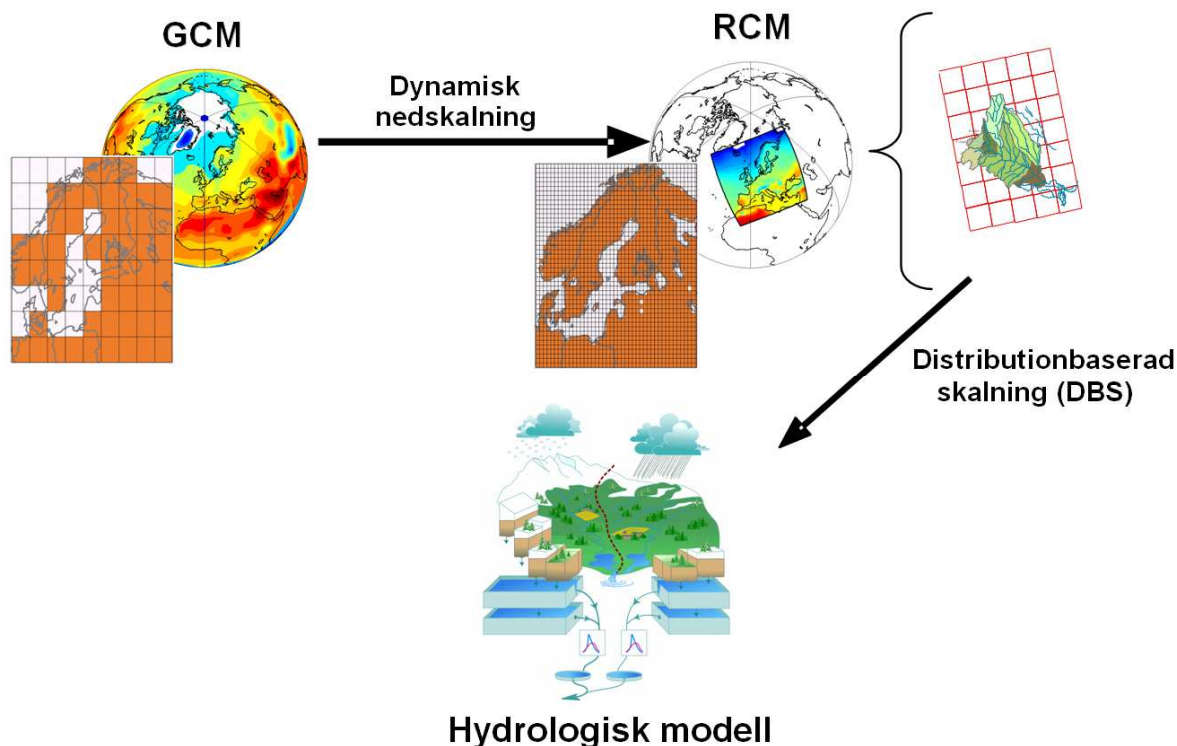 GCM
Dynamisk
nedskalning
RCM
Distributionbaserad
skalning (DBS)
Hydrologisk modell